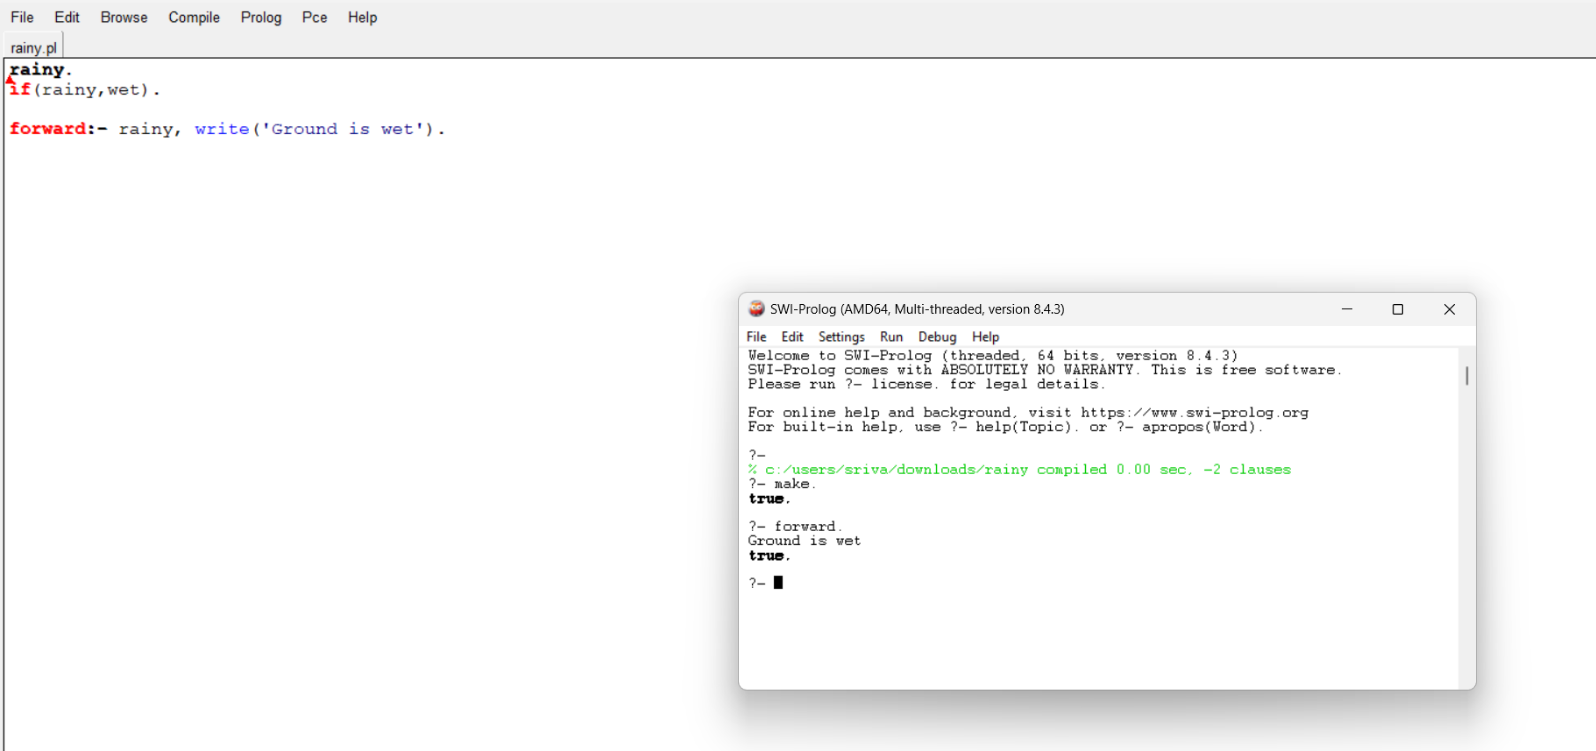 File Edit Browse Compile Prolog Pce Help
rainy.pl
rainy.
if(rainy,wet).
forward:- rainy, write('Ground is wet').
SWI-Prolog (AMD64, Multi-threaded, version 8.4.3)
File Edit Settings Run Debug Help
Welcome to SWI-Prolog (threaded, 64 bits, version 8.4.3)
SWI-Prolog comes with ABSOLUTELY NO WARRANTY. This is free software.
Please run ?- license. for legal details.
For online help and background, visit https://www.swi-prolog.org
For built-in help, use ?- help(Topic). or ?- apropos(Word).
?-
% c:/users/sriva/downloads/rainy compiled 0.00 sec, -2 clauses
?- make.
true.
?- forward.
Ground is wet
true.
?-